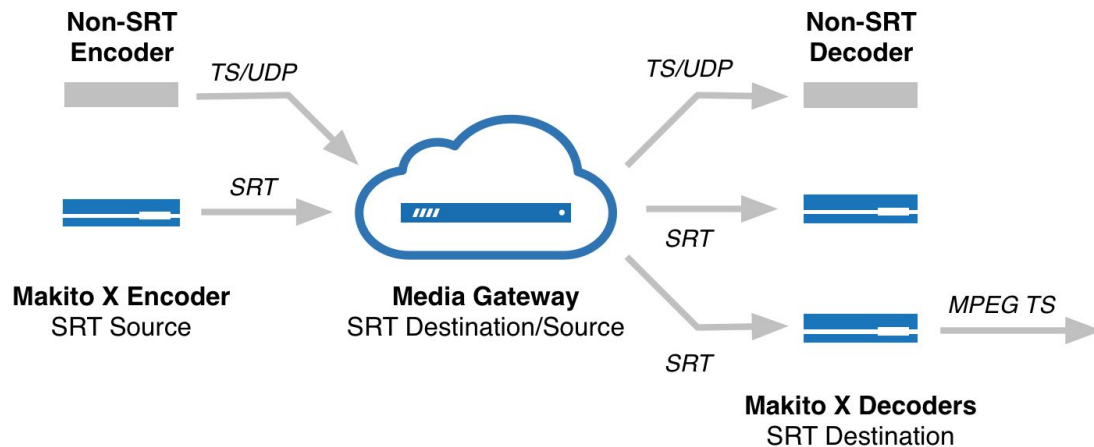 Non-SRT
Encoder
TS/UDP
SRT
Makito X Encoder
SRT Source
Media Gateway
SRT Destination/Source
TS/UDP
Non-SRT
Decoder
SRT
SRT
MPEG TS
Makito X Decoders
SRT Destination